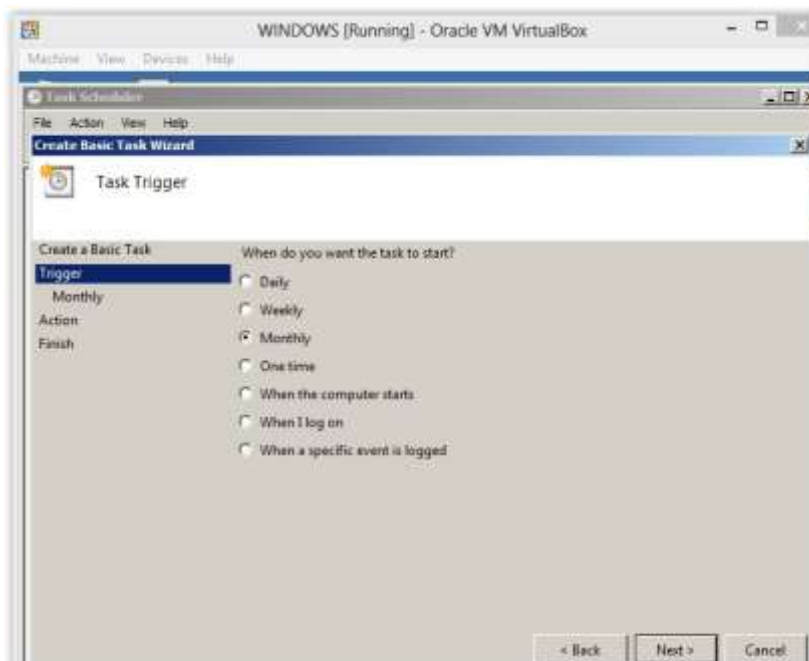 WINDOWS [Running] - Oracle VM VirtualBox
Machine View Devices Help
Task Scheduler
File Action View Help
Create Basic Task Wizard
Task Trigger
Create a Basic Task
Trigger
Monthly
Action
Finish
When do you want the task to start?
Daily
Weekly
Monthly
One time
When the computer starts
When I log on
When a specific event is logged
< Back Next > Cancel